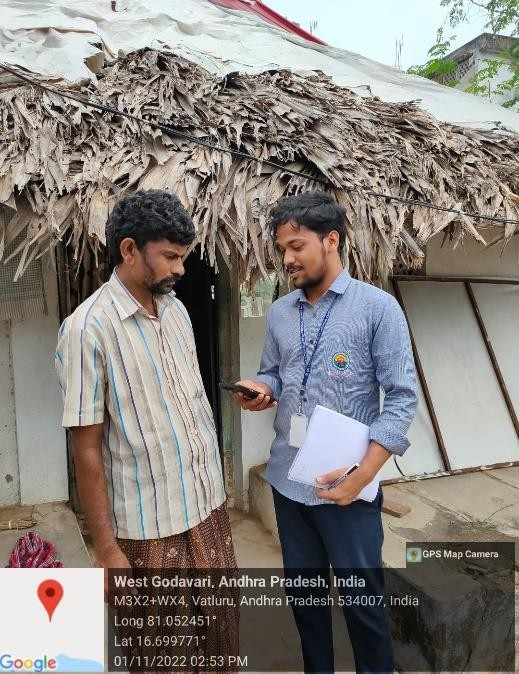 GPS Map Camera
West Godavari, Andhra Pradesh, India
M3X2+WX4, Vatluru, Andhra Pradesh 534007, India
Long 81.052451°
Lat 16.699771°
01/11/2022 02:53 PM
Google